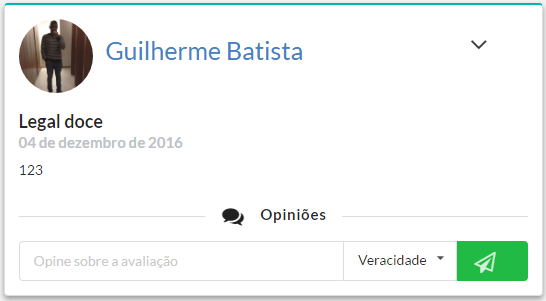 Guilherme Batista
Legal doce
04 de dezembro de 2016
123
Opiniões
Opine sobre a avaliação
Veracidade